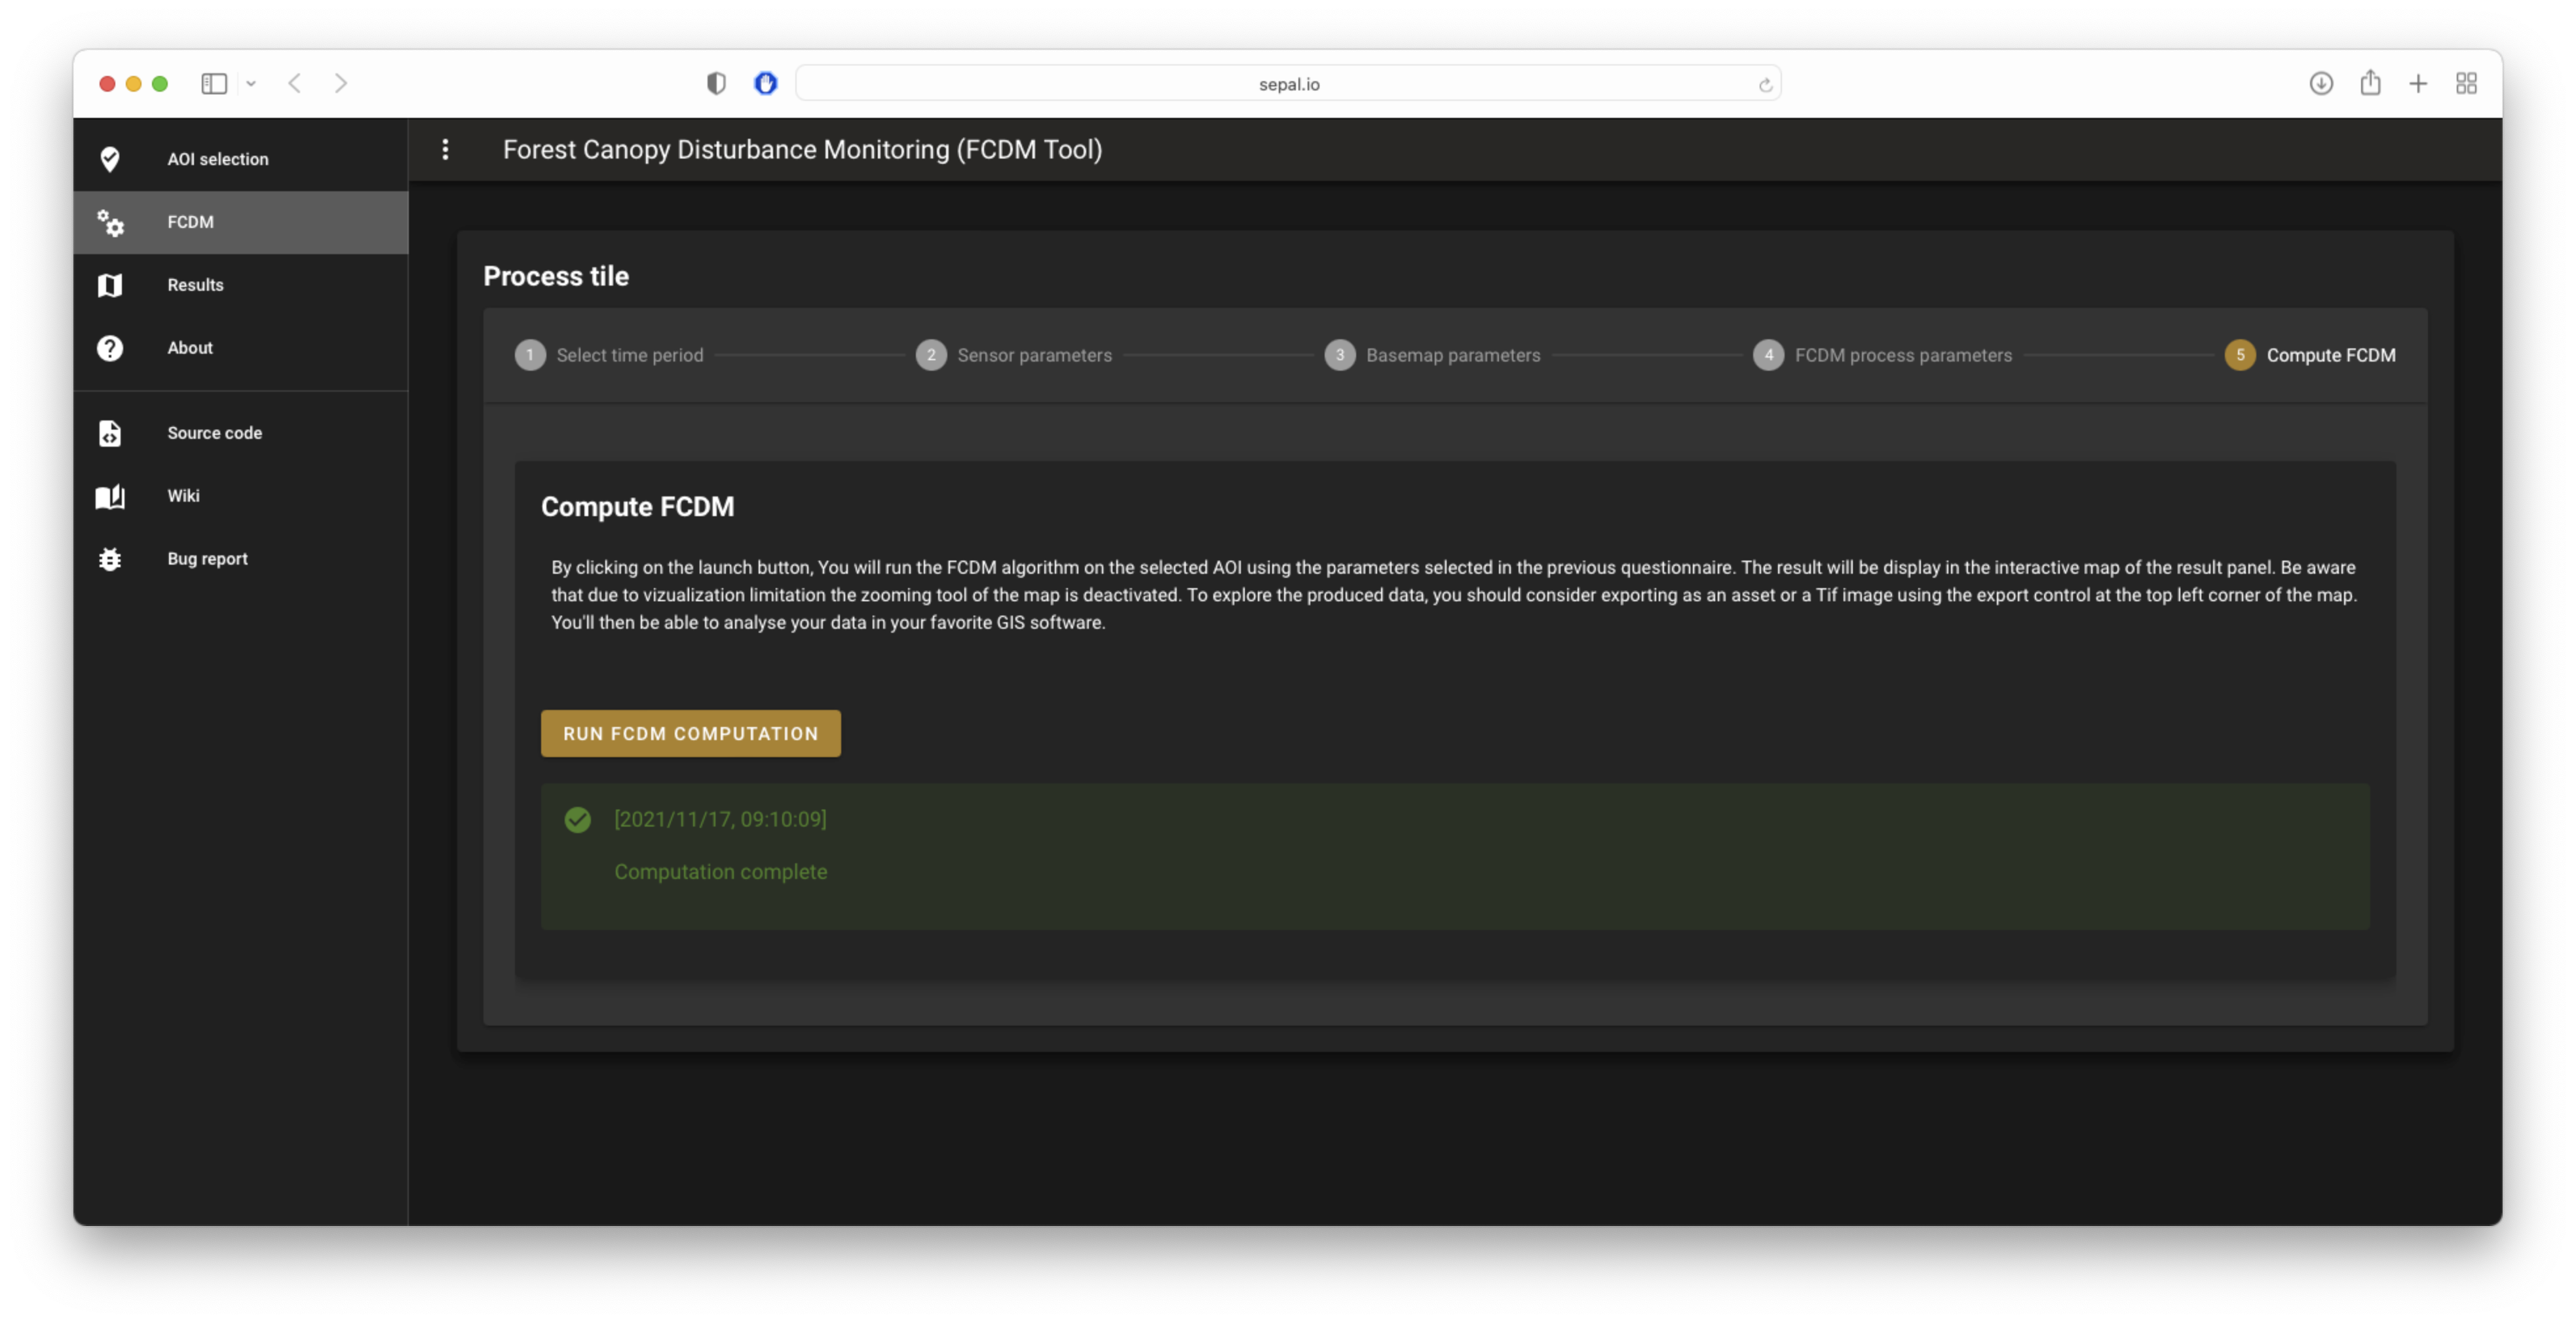 sepal.io
AOI selection
FCDM
Results
About
Source code
Wiki
Bug report
Forest Canopy Disturbance Monitoring (FCDM Tool)
Process tile
1 Select time period
2 Sensor parameters
3 Basemap parameters
4 FCDM process parameters
5 Compute FCDM
Compute FCDM
By clicking on the launch button, You will run the FCDM algorithm on the selected AOI using the parameters selected in the previous questionnaire. The result will be display in the interactive map of the result panel. Be aware
that due to vizualization limitation the zooming tool of the map is deactivated. To explore the produced data, you should consider exporting as an asset or a Tif image using the export control at the top left corner of the map.
You'll then be able to analyse your data in your favorite GIS software.
RUN FCDM COMPUTATION
[2021/11/17, 09:10:09]
Computation complete